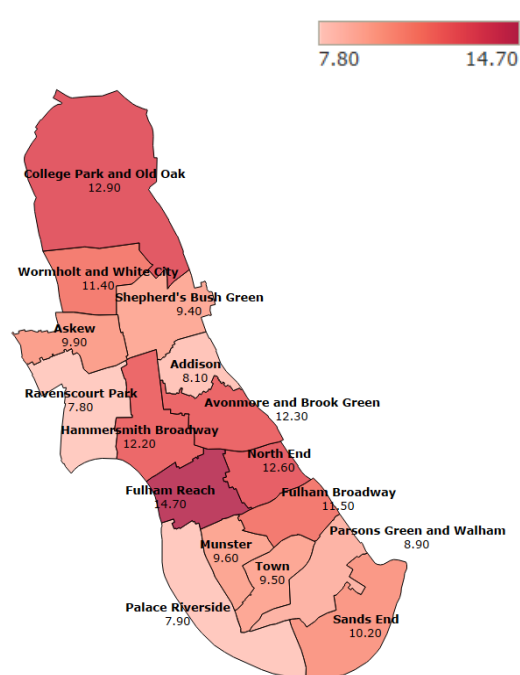 7.80 14.70
College Park and Old Oak
12.90
Wormholt and White City
11.40
Shepherd's Bush Green
9.40
Askew
9.90
Addison
8.10
Ravenscourt Park
7.80
Avonmore and Brook Green
12.30
Hammersmith Broadway
12.20
North End
12.60
Fulham Reach
14.70
Fulham Broadway
11.50
Parsons Green and Walham
8.90
Munster
9.60
Town
9.50
Palace Riverside
7.90
Sands End
10.20